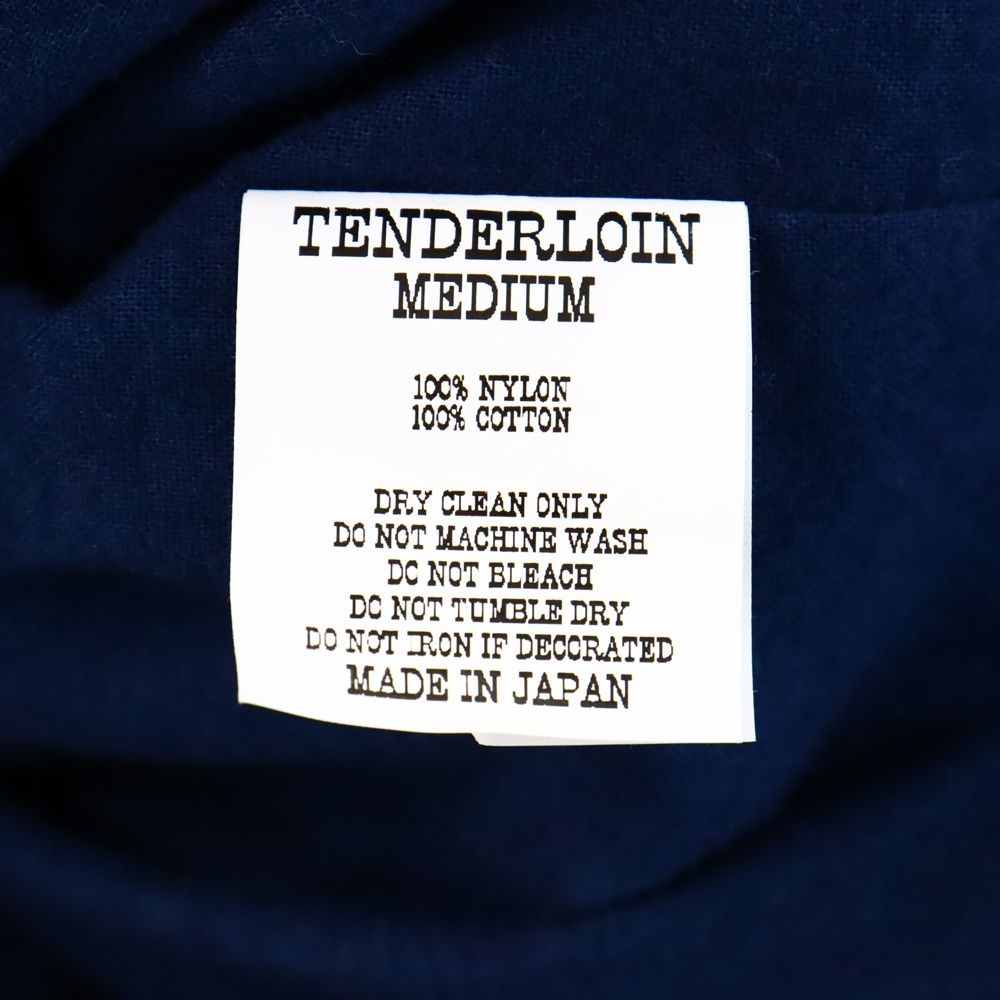 TENDERLOIN
MEDIUM
100% NYLON
100% COTTON
DRY CLEAN ONLY
DO NOT MACHINE WASH
DO NOT BLEACH
DO NOT TUMBLE DRY
DO NOT IRON IF DECORATED
MADE IN JAPAN